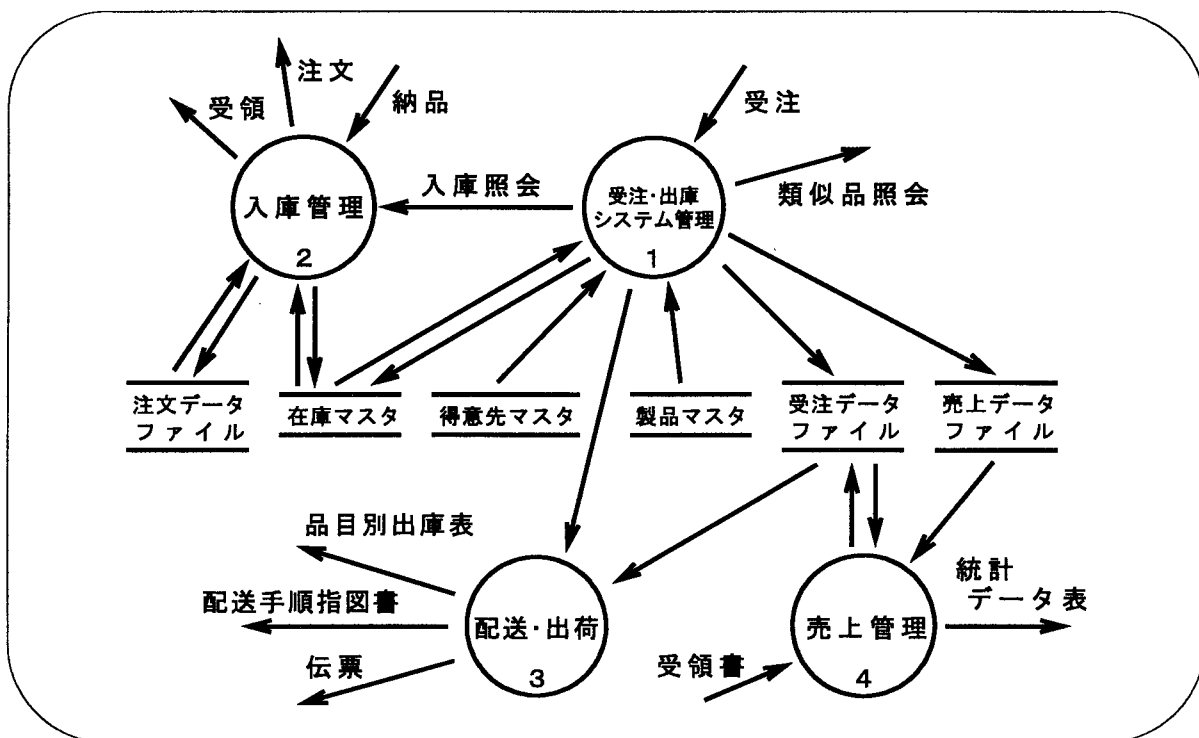 注文
受領
納品
受注
入庫照会
類似品照会
入庫管理
2
受注・出庫
システム管理
1
注文データ
ファイル
在庫マスタ
得意先マスタ
製品マスタ
受注データ
ファイル
売上データ
ファイル
品目別出庫表
配送手順指図書
伝票
配送・出荷
3
受領書
売上管理
4
統計
データ表